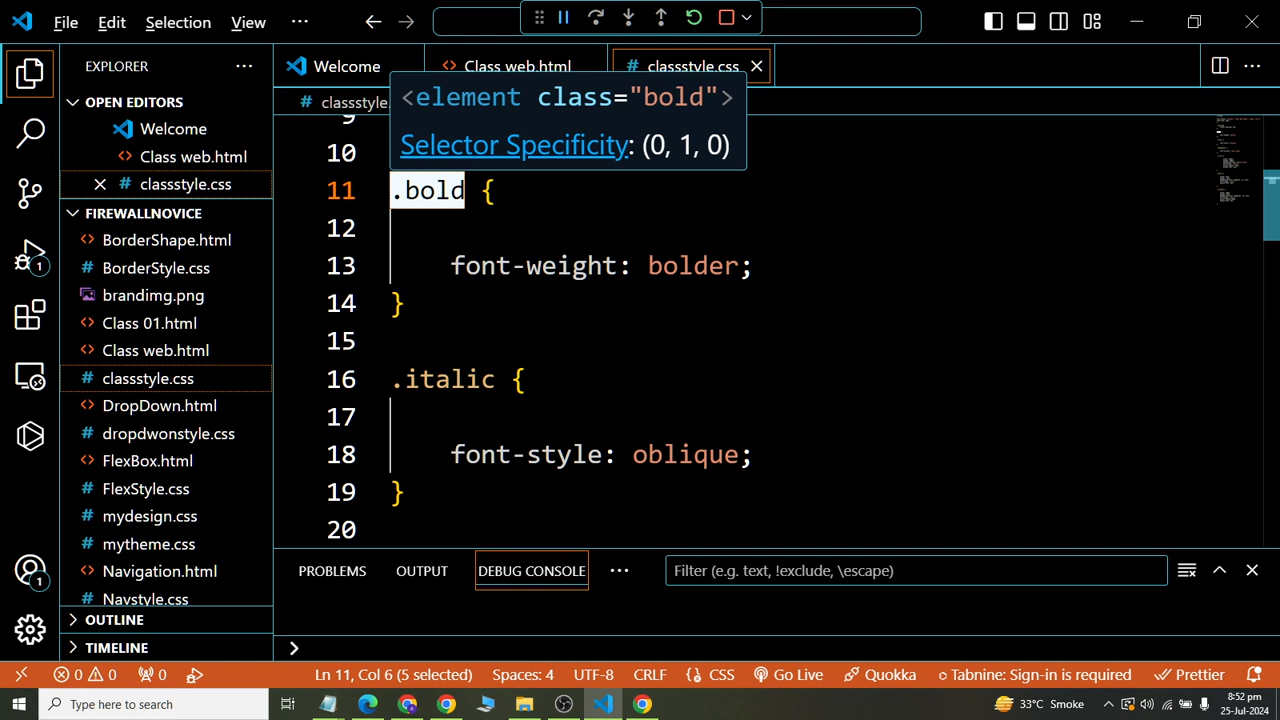 File Edit Selection View ···
EXPLORER ···
OPEN EDITORS
Welcome
Class web.html
classstyle.css
FIREWALLNOVICE
BorderShape.html
BorderStyle.css
brandimg.png
Class 01.html
Class web.html
classstyle.css
DropDown.html
dropdwonstyle.css
FlexBox.html
FlexStyle.css
mydesign.css
mytheme.css
Navigation.html
Navstyle.css
OUTLINE
TIMELINE
1
1
Welcome
Class web.html
classstyle.css
# classstyle.
<element class="bold">
Selector Specificity: (0, 1, 0)
9
10
11 .bold {
12
13 font-weight: bolder;
14 }
15
16 .italic {
17
18 font-style: oblique;
19 }
20
PROBLEMS OUTPUT DEBUG CONSOLE ··· Filter (e.g. text, !exclude, \escape)
0 0 0 Ln 11, Col 6 (5 selected) Spaces: 4 UTF-8 CRLF CSS Go Live Quokka Tabnine: Sign-in is required Prettier
Type here to search 33°C Smoke 8:52 pm
25-Jul-2024